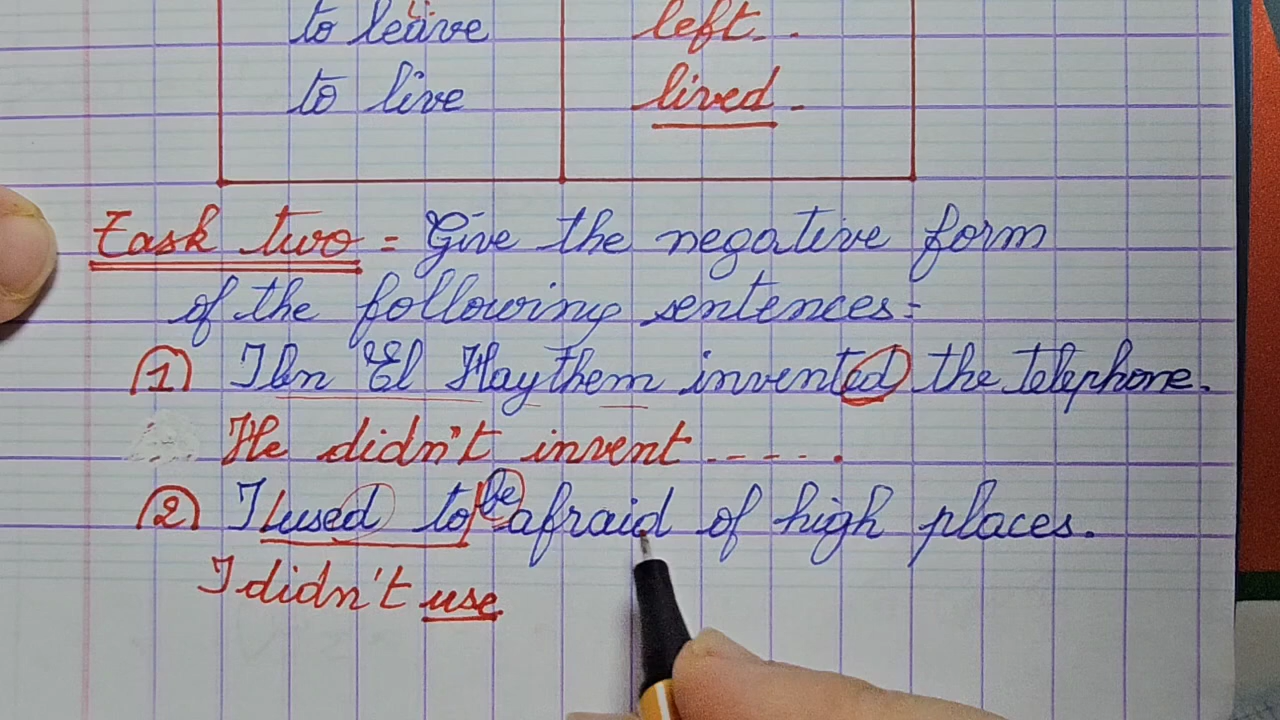 to leave left..
to live lived.
Task two = Give the negative form
of the following sentences:
① Ibn El Haythem invented the telephone.
He didn't invent - - - - .
② I used to be afraid of high places.
I didn't use